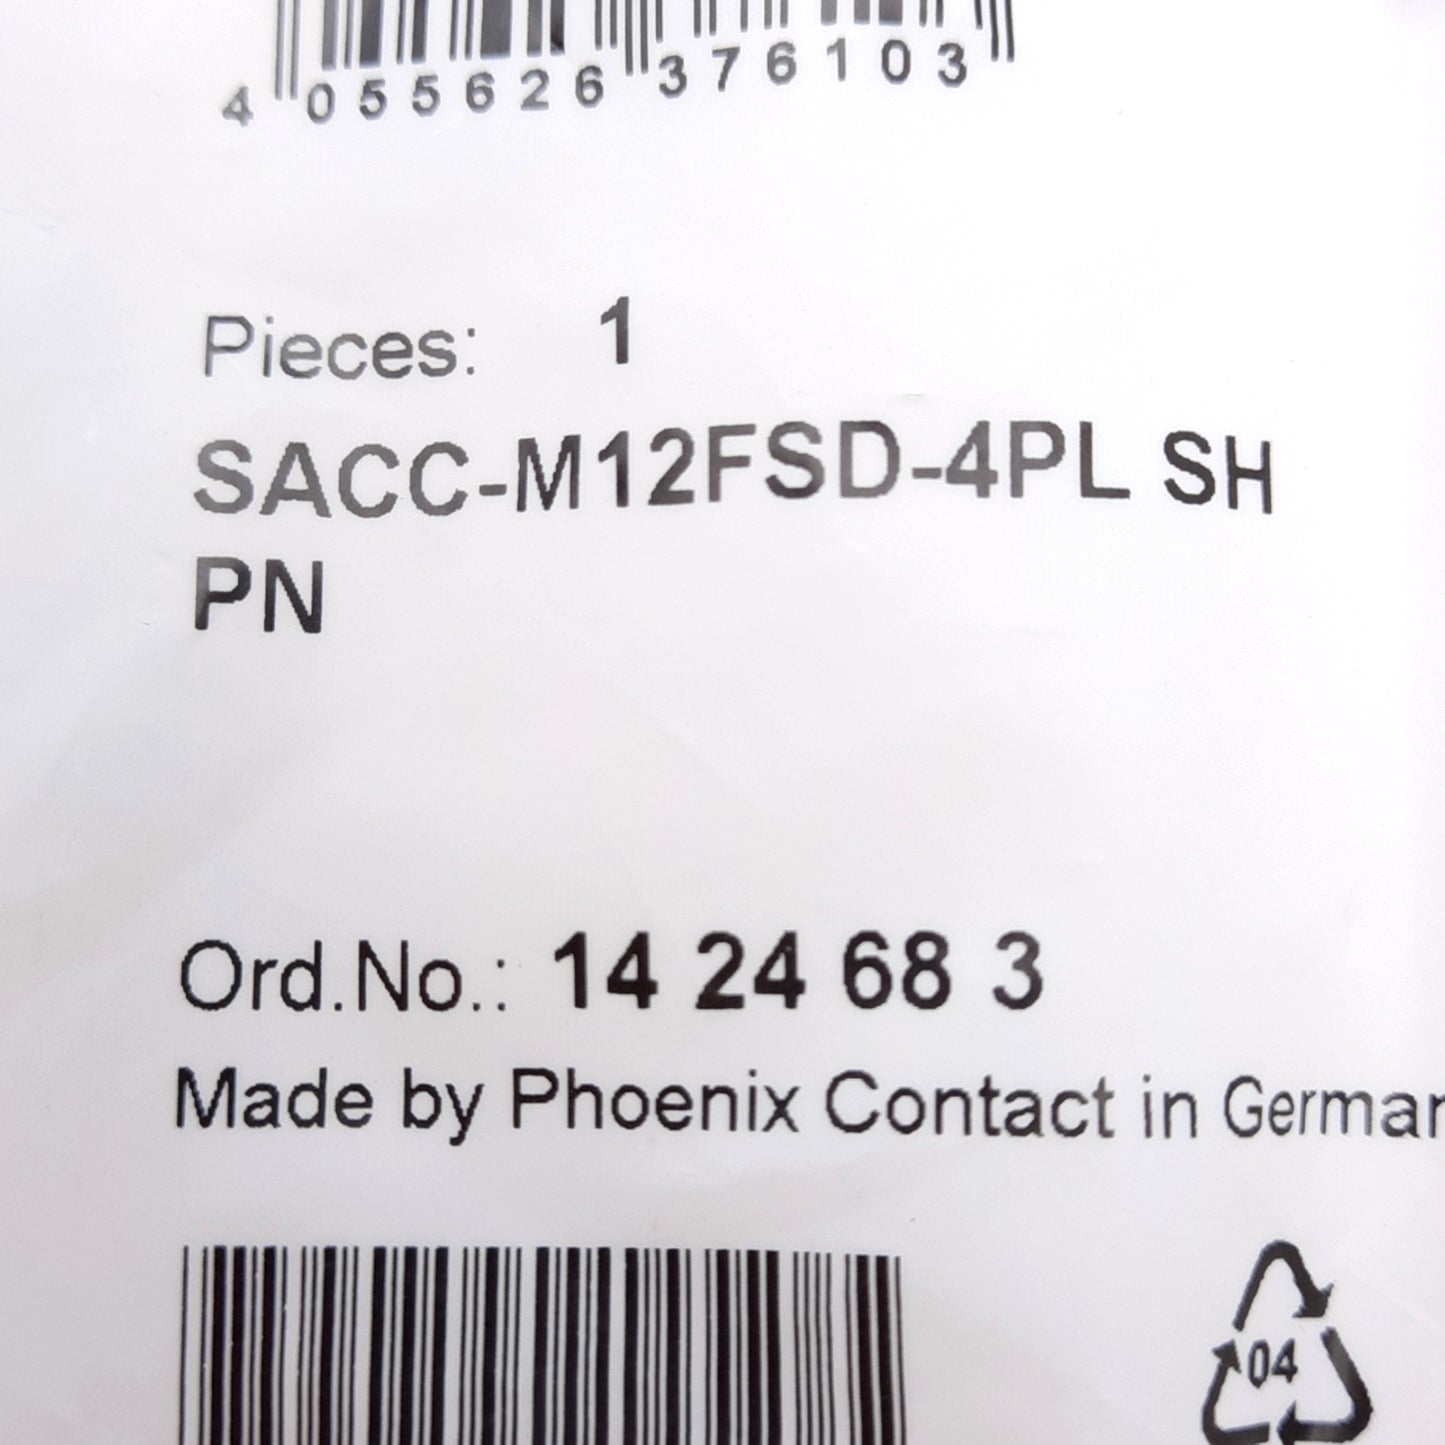 4 055626 376103
Pieces: 1
SACC-M12FSD-4PL SH
PN
Ord.No.: 14 24 68 3
Made by Phoenix Contact in German
04